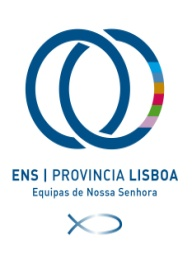 ENS | PROVINCIA LISBOA
Equipas de Nossa Senhora